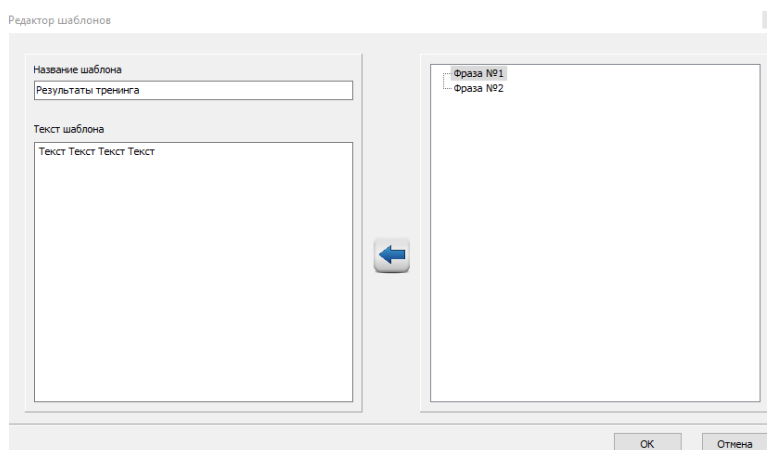 Редактор шаблонов
Название шаблона
Результаты тренинга
Текст шаблона
Текст Текст Текст Текст
Фраза №1
Фраза №2
OK
Отмена